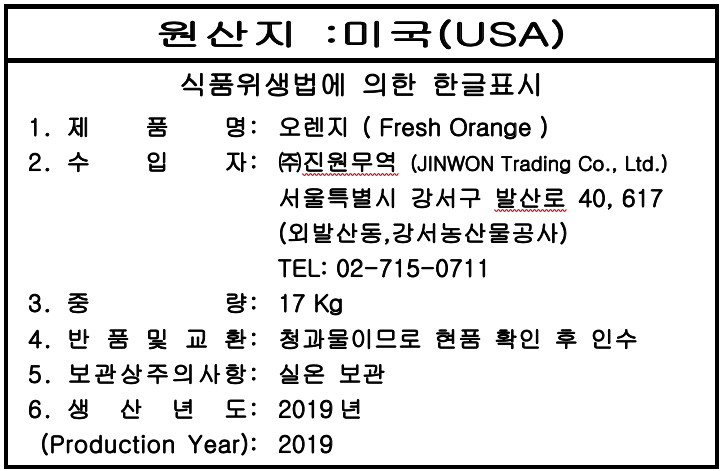 원산지 :미국(USA)
식품위생법에 의한 한글표시
1. 제 품 명: 오렌지 ( Fresh Orange )
2. 수 입 자: ㈜진원무역 (JINWON Trading Co., Ltd.)
서울특별시 강서구 발산로 40, 617
(외발산동,강서농산물공사)
TEL: 02-715-0711
3. 중 량: 17 Kg
4. 반 품 및 교 환: 청과물이므로 현품 확인 후 인수
5. 보관상주의사항: 실온 보관
6. 생 산 년 도: 2019년
(Production Year): 2019